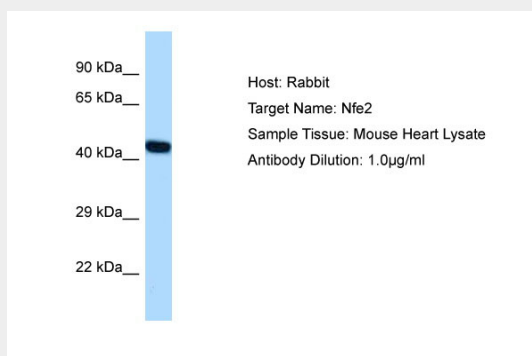 90 kDa__
65 kDa__
40 kDa__
29 kDa__
22 kDa__
Host: Rabbit
Target Name: Nfe2
Sample Tissue: Mouse Heart Lysate
Antibody Dilution: 1.0µg/ml